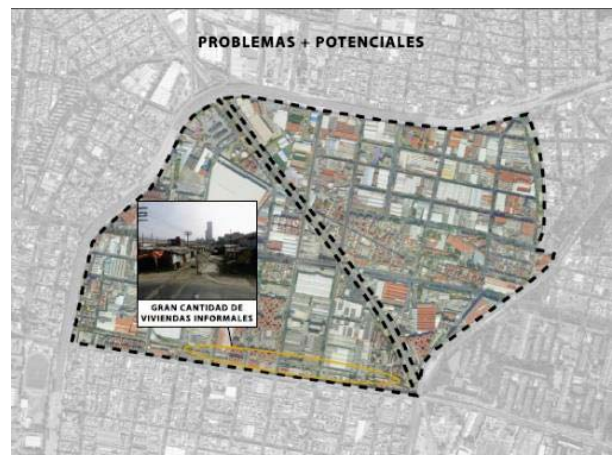 PROBLEMAS + POTENCIALES
GRAN CANTIDAD DE
VIVIENDAS INFORMALES